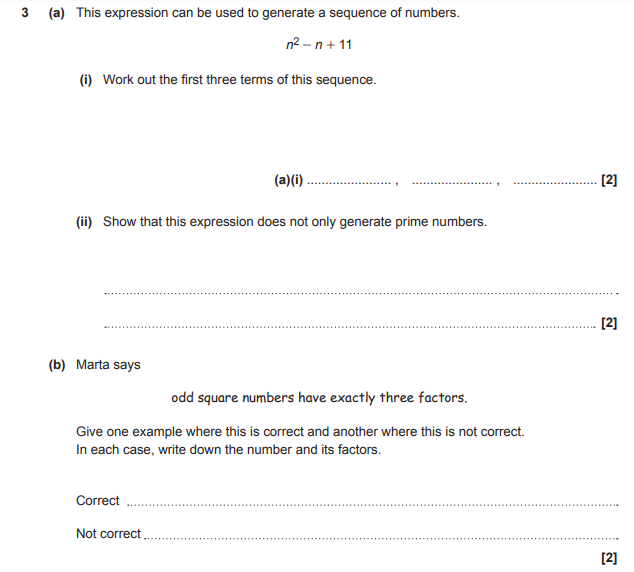 3 (a) This expression can be used to generate a sequence of numbers.
n² – n + 11
(i) Work out the first three terms of this sequence.
(a)(i) ........................ , ........................ , ........................ [2]
(ii) Show that this expression does not only generate prime numbers.
........................................................................
........................................................................ [2]
(b) Marta says
odd square numbers have exactly three factors.
Give one example where this is correct and another where this is not correct.
In each case, write down the number and its factors.
Correct ........................................................................
Not correct ........................................................................
[2]